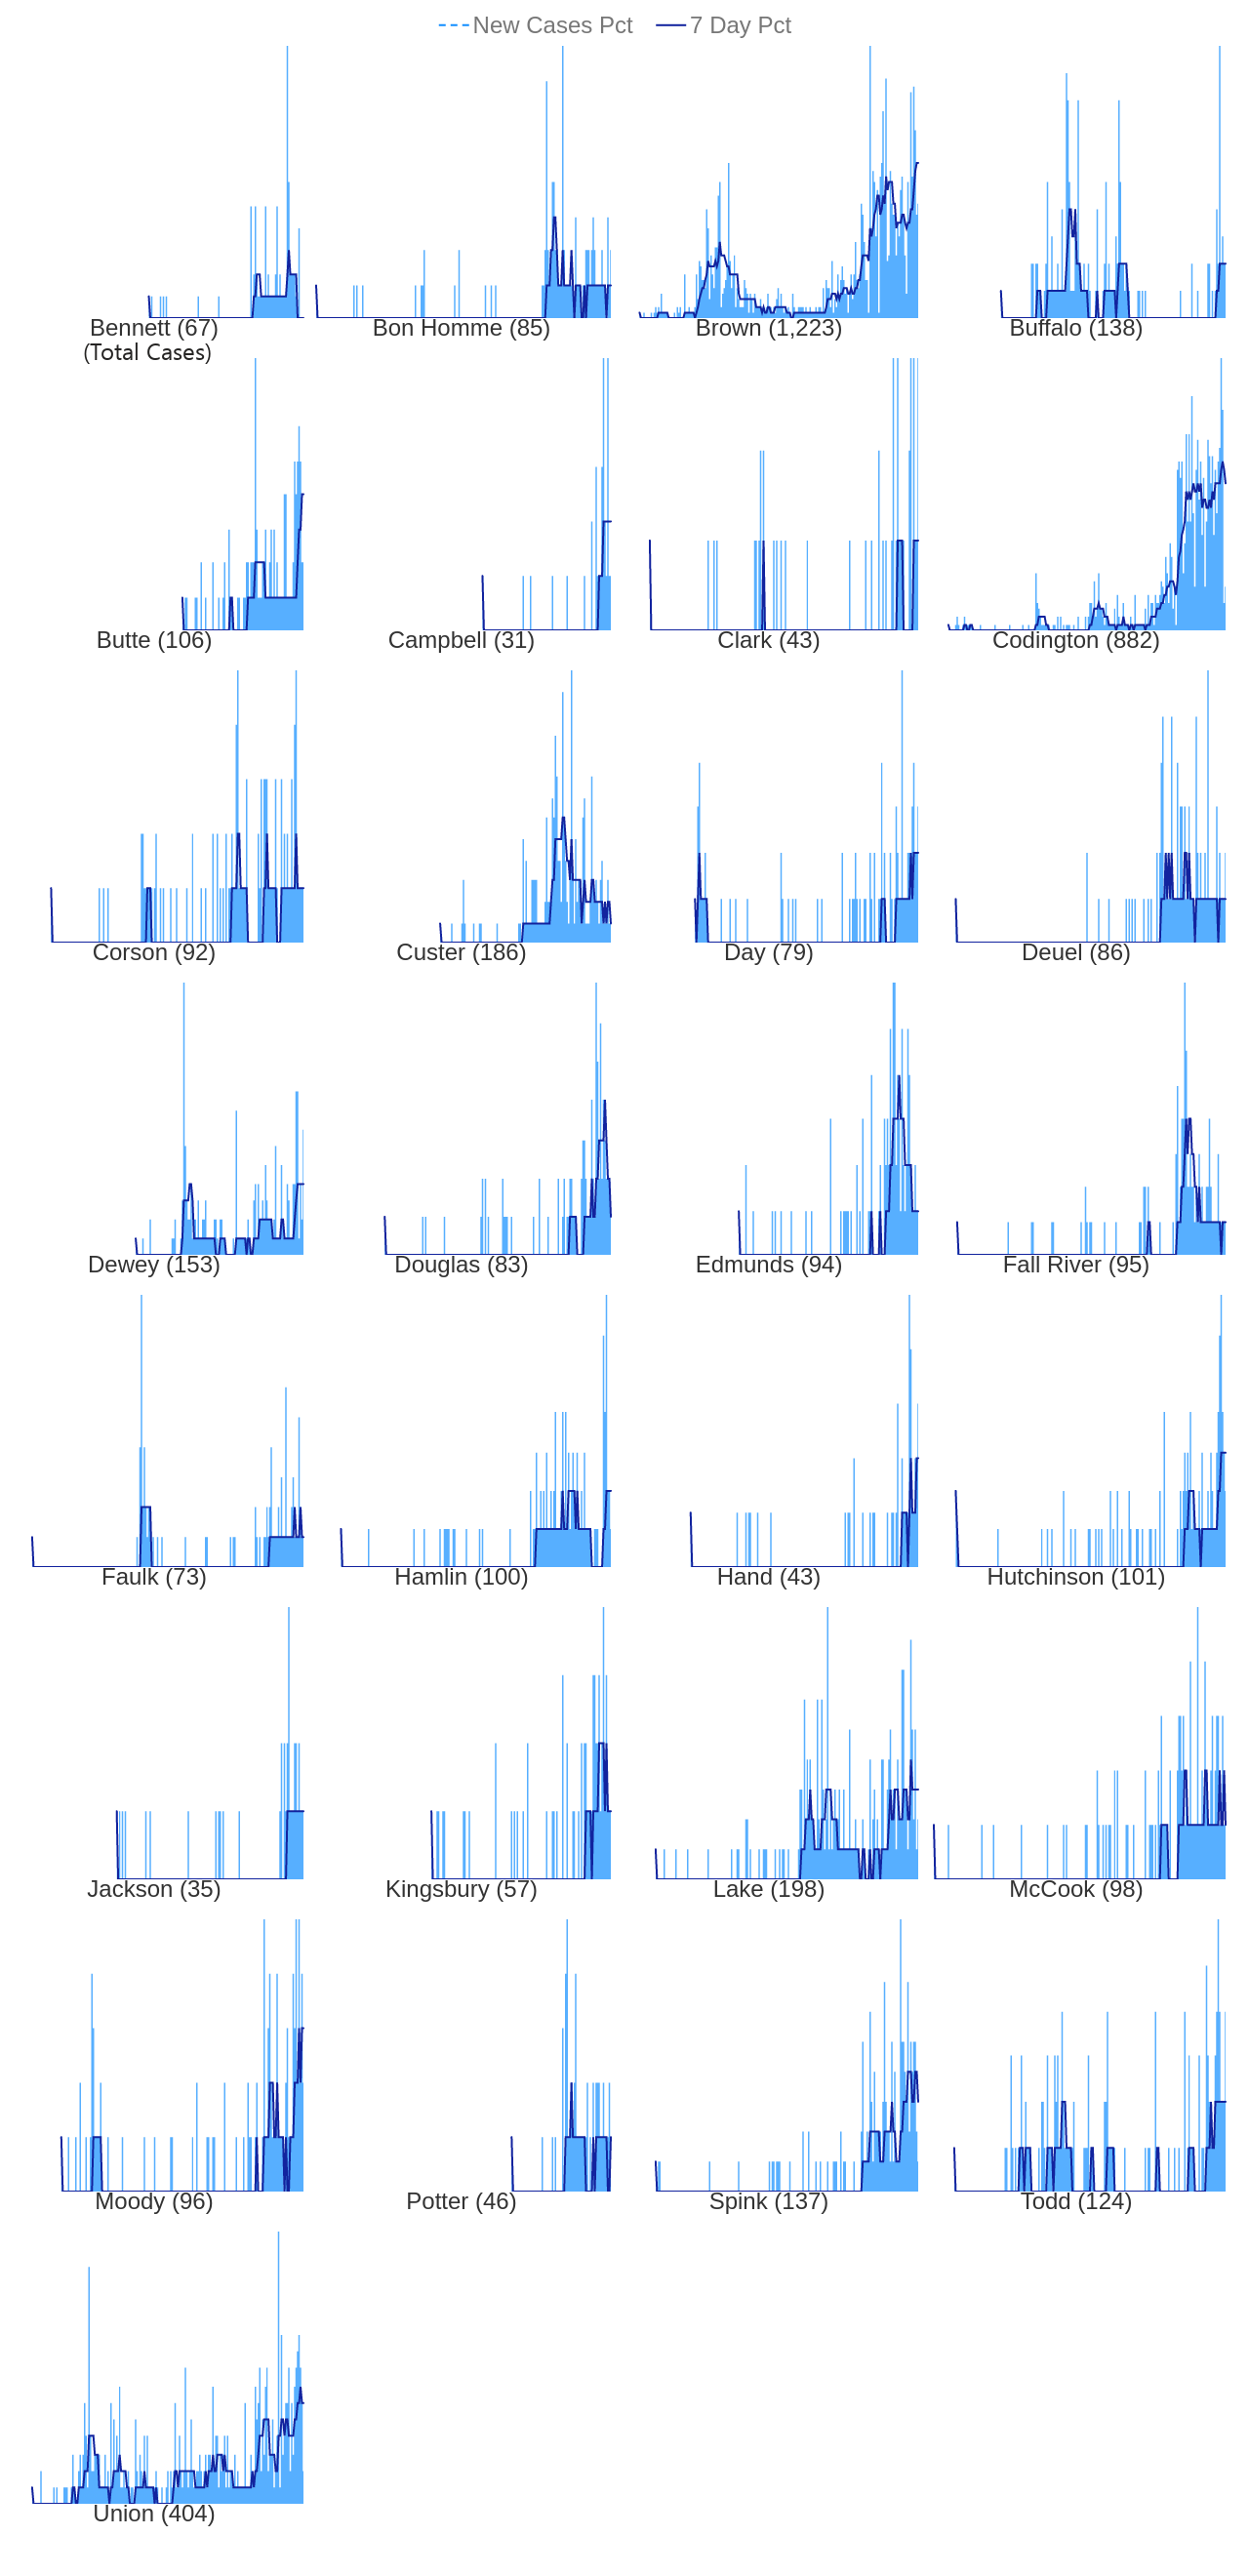 New Cases Pct 7 Day Pct
Bennett (67) Bon Homme (85) Brown (1,223) Buffalo (138)
(Total Cases)
Butte (106) Campbell (31) Clark (43) Codington (882)
Corson (92) Custer (186) Day (79) Deuel (86)
Dewey (153) Douglas (83) Edmunds (94) Fall River (95)
Faulk (73) Hamlin (100) Hand (43) Hutchinson (101)
Jackson (35) Kingsbury (57) Lake (198) McCook (98)
Moody (96) Potter (46) Spink (137) Todd (124)
Union (404)